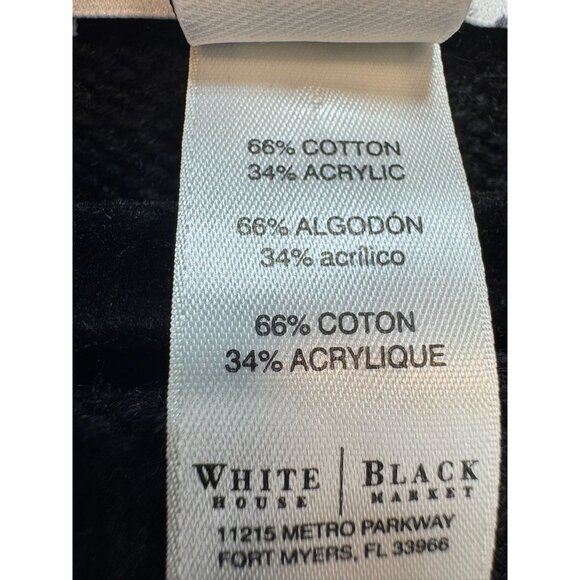 66% COTTON
34% ACRYLIC
66% ALGODÓN
34% acrílico
66% COTON
34% ACRYLIQUE
WHITE | BLACK
HOUSE MARKET
11215 METRO PARKWAY
FORT MYERS, FL 33966